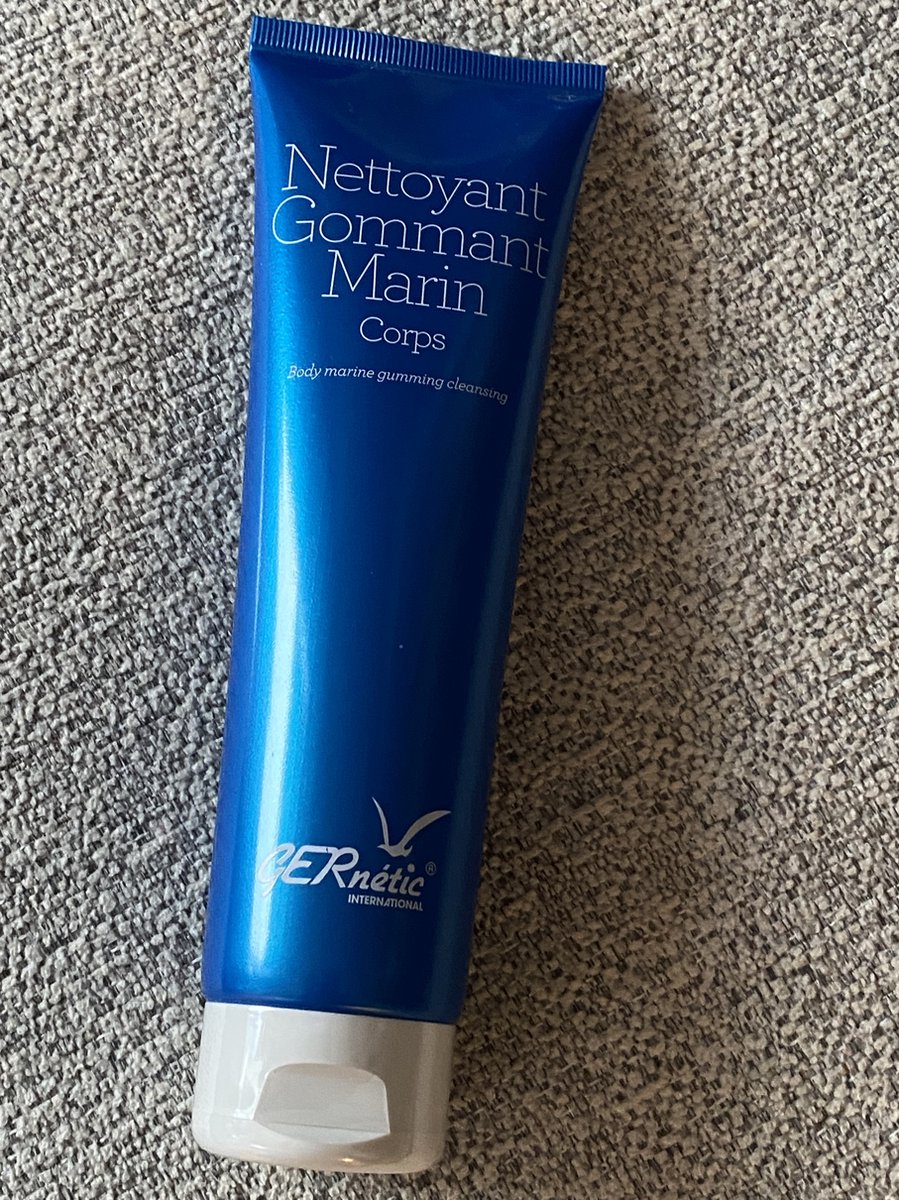 Nettoyant
Gommant
Marin
Corps
Body marine gumming cleansing
GERnétic®
INTERNATIONAL